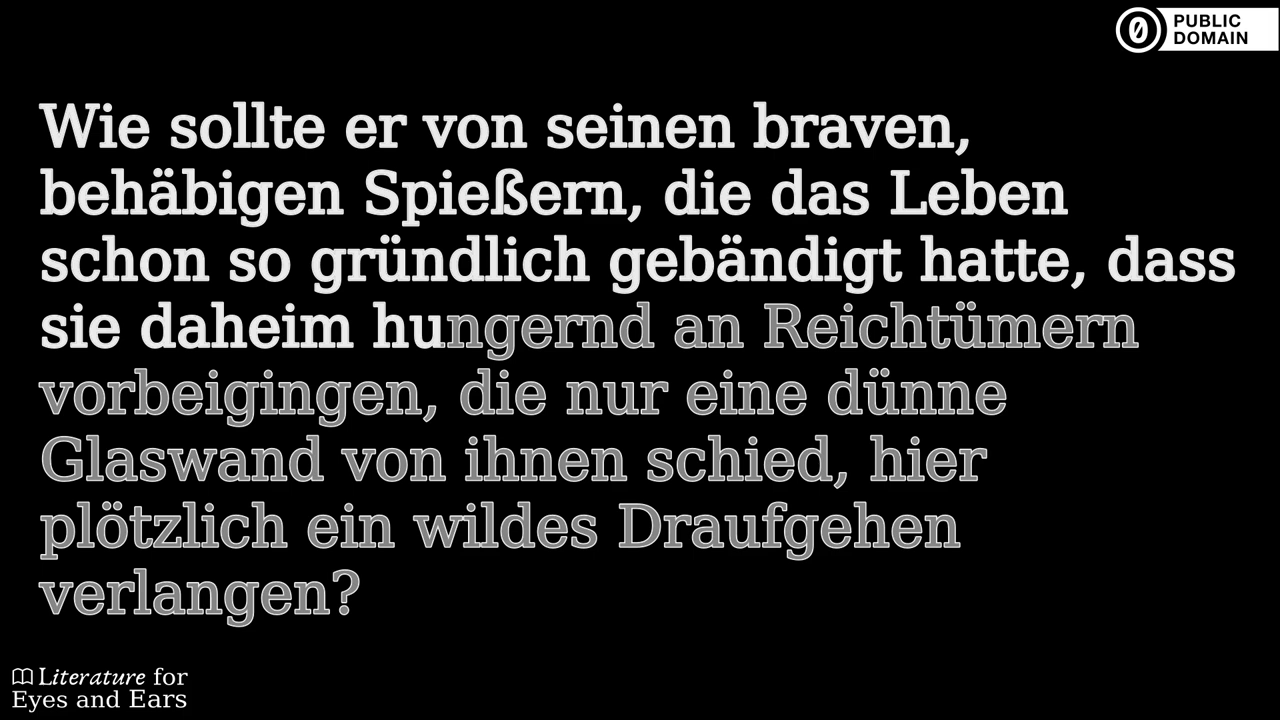 PUBLIC
DOMAIN
Wie sollte er von seinen braven,
behäbigen Spießern, die das Leben
schon so gründlich gebändigt hatte, dass
sie daheim hungernd an Reichtümern
vorbeigingen, die nur eine dünne
Glaswand von ihnen schied, hier
plötzlich ein wildes Draufgehen
verlangen?
Literature for
Eyes and Ears